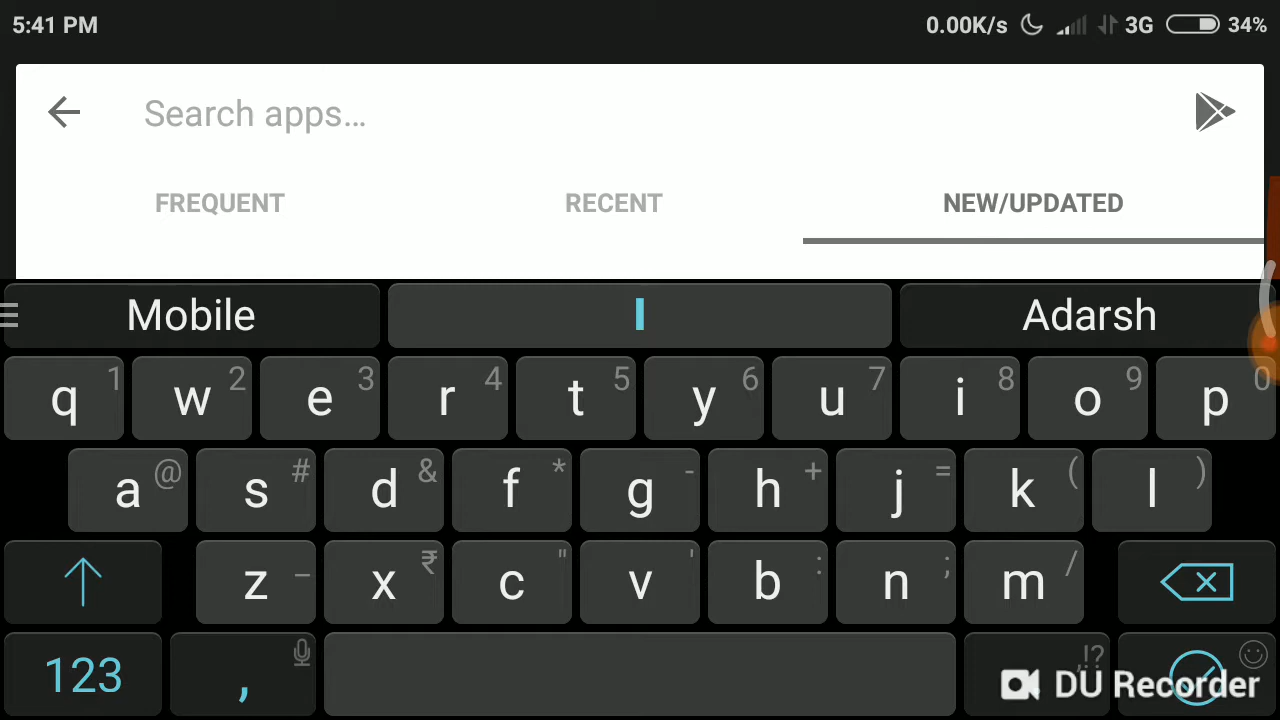 5:41 PM 0.00K/s 3G 34%
Search apps...
FREQUENT RECENT NEW/UPDATED
Mobile I Adarsh
q 1 w 2 e 3 r 4 t 5 y 6 u 7 i 8 o 9 p 0
a @ s # d & f * g - h + j = k ( l )
z _ x ₹ c " v ' b : n ; m /
123 , ,!?
DU Recorder